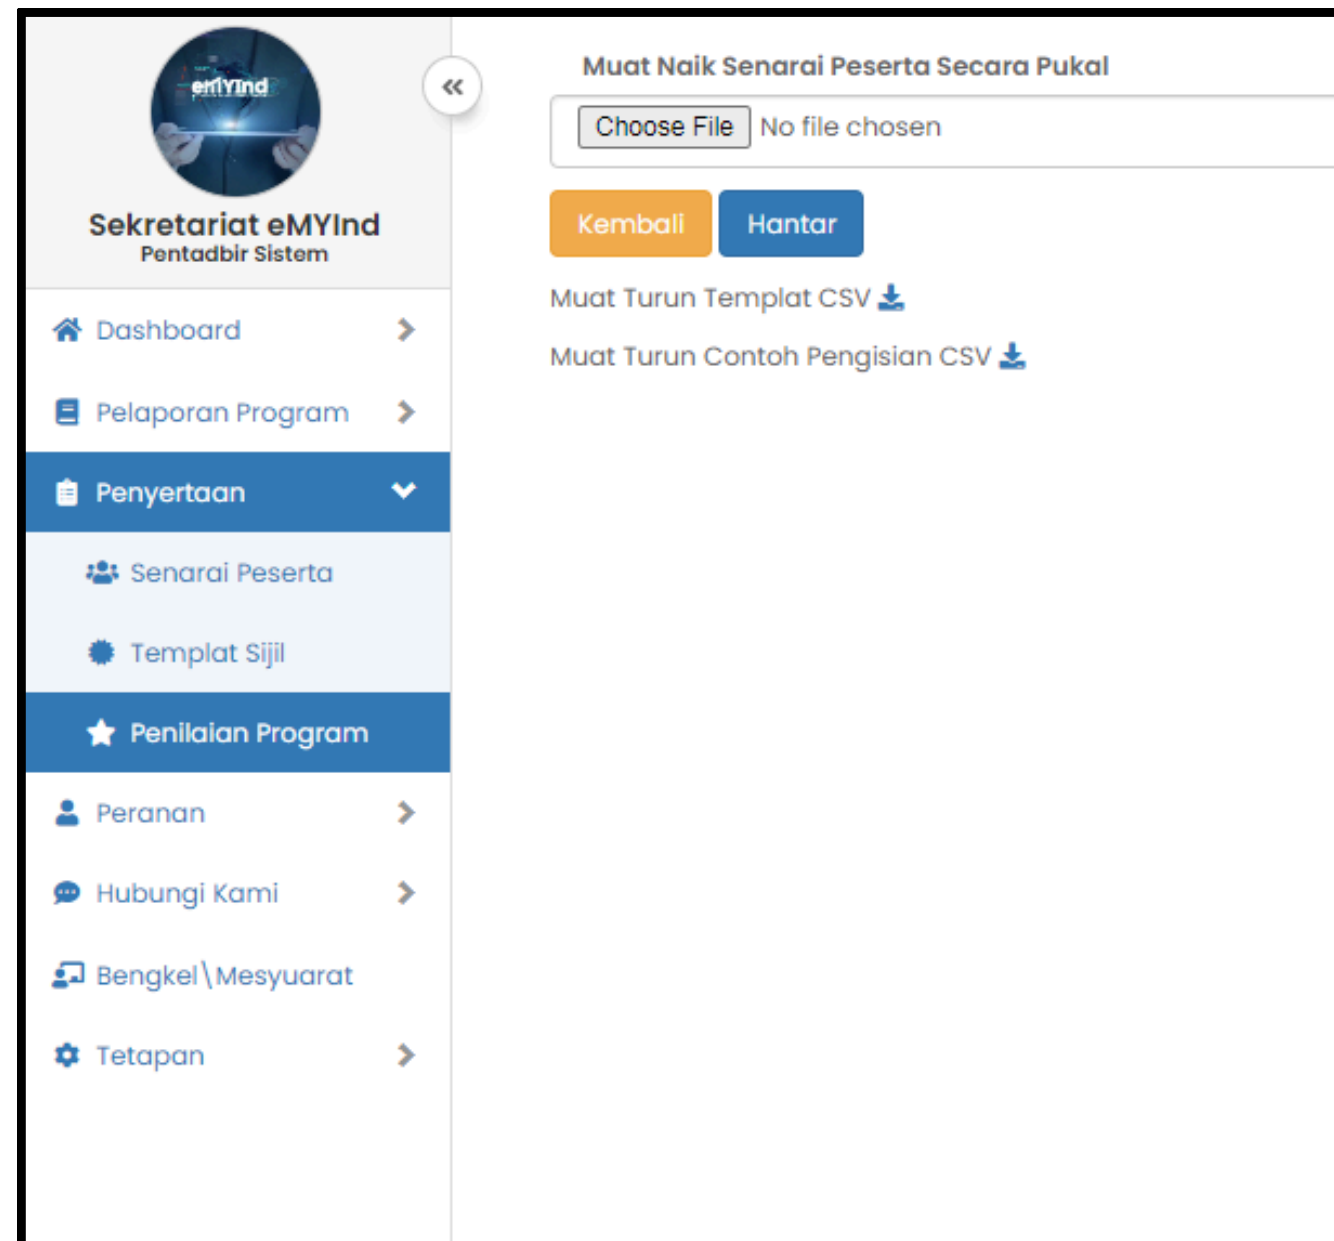 eMYInd
Sekretariat eMYInd
Pentadbir Sistem
Dashboard
Pelaporan Program
Penyertaan
Senarai Peserta
Templat Sijil
Penilaian Program
Peranan
Hubungi Kami
Bengkel\Mesyuarat
Tetapan
Muat Naik Senarai Peserta Secara Pukal
Choose File No file chosen
Kembali Hantar
Muat Turun Templat CSV
Muat Turun Contoh Pengisian CSV